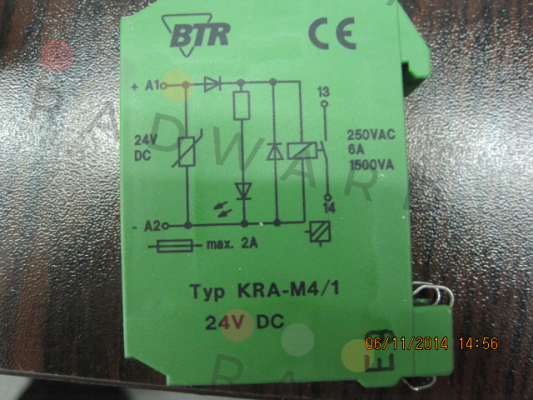 BTR CE
+ A1
13
24V
DC
250VAC
6A
1500VA
14
- A2
max. 2A
Typ KRA-M4/1
24V DC
06/11/2014 14:56